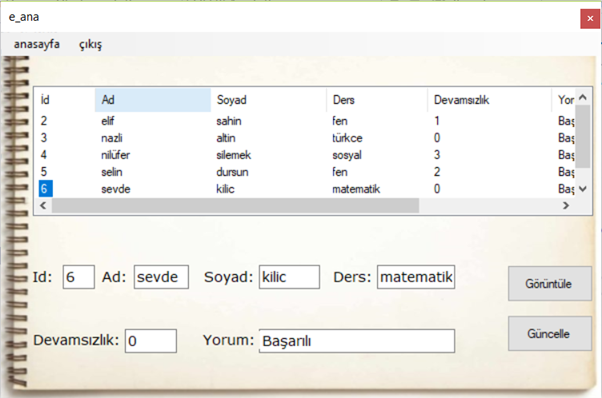 e_ana
anasayfa çıkış
Id Ad Soyad Ders Devamsızlık Yor
2 elif sahin fen 1 Baş
3 nazli altin türkce 0 Baş
4 nilüfer silemek sosyal 3 Baş
5 selin dursun fen 2 Baş
6 sevde kilic matematik 0 Baş
Id: 6 Ad: sevde Soyad: kilic Ders: matematik
Görüntüle
Güncelle
Devamsızlık: 0 Yorum: Başarılı